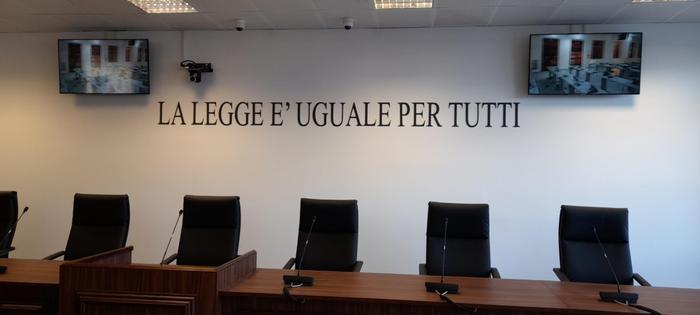 LA LEGGE E' UGUALE PER TUTTI